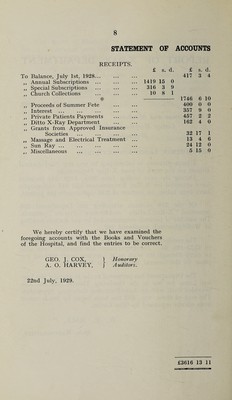 8
STATEMENT OF ACCOUNTS
RECEIPTS.
£ s. d. £ s. d.
To Balance, July 1st, 1928... ... ... 417 3 4
„ Annual Subscriptions ... ... ... 1419 15 0
„ Special Subscriptions ... ... ... 316 3 9
„ Church Collections ... ... ... 10 8 1
1746 6 10
„ Proceeds of Summer Fete ... ... 400 0 0
„ Interest ... ... ... ... ... 357 9 0
„ Private Patients Payments ... ... 457 2 2
„ Ditto X-Ray Department ... ... 162 4 0
„ Grants from Approved Insurance
Societies ... ... ... ... 32 17 1
„ Massage and Electrical Treatment ... 13 4 6
„ Sun Ray ... ... ... ... ... 24 12 0
„ Miscellaneous ... ... ... ... 5 15 0
We hereby certify that we have examined the
foregoing accounts with the Books and Vouchers
of the Hospital, and find the entries to be correct.
GEO. J. COX, } Honorary
A. O. HARVEY, } Auditors.
22nd July, 1929.
£3616 13 11